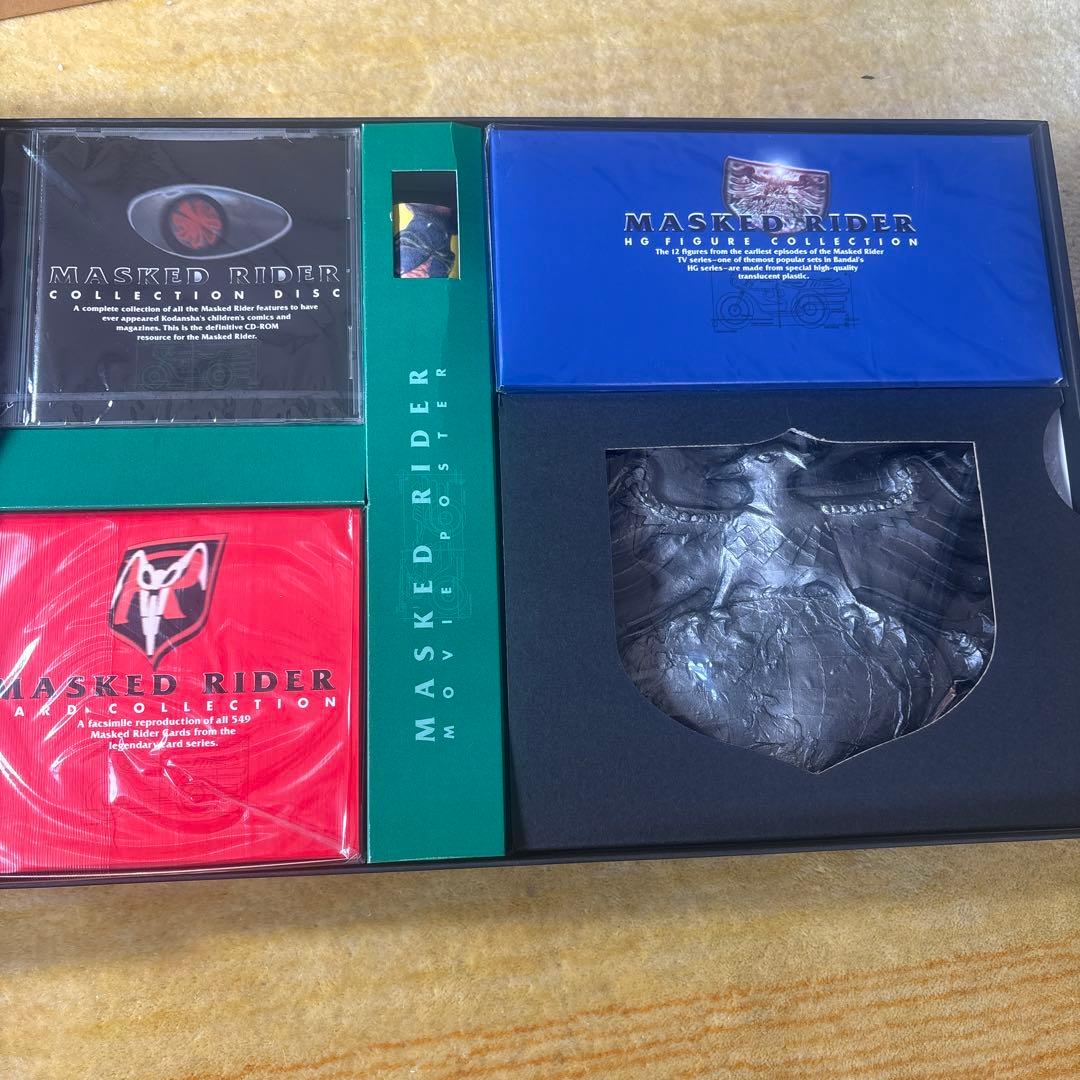 MASKED RIDER
COLLECTION DISC
A complete collection of all the Masked Rider features to have
ever appeared Kodansha's children's comics and
magazines. This is the definitive CD-ROM
resource for the Masked Rider.
MASKED RIDER
MOVIE POSTER
MASKED RIDER
HG FIGURE COLLECTION
The 12 figures from the earliest episodes of the Masked Rider
TV series—one of themost popular sets in Bandai's
HG series—are made from special high-quality
translucent plastic.
MASKED RIDER
ARD COLLECTION
A facsimile reproduction of all 549
Masked Rider Cards from the
legendary card series.